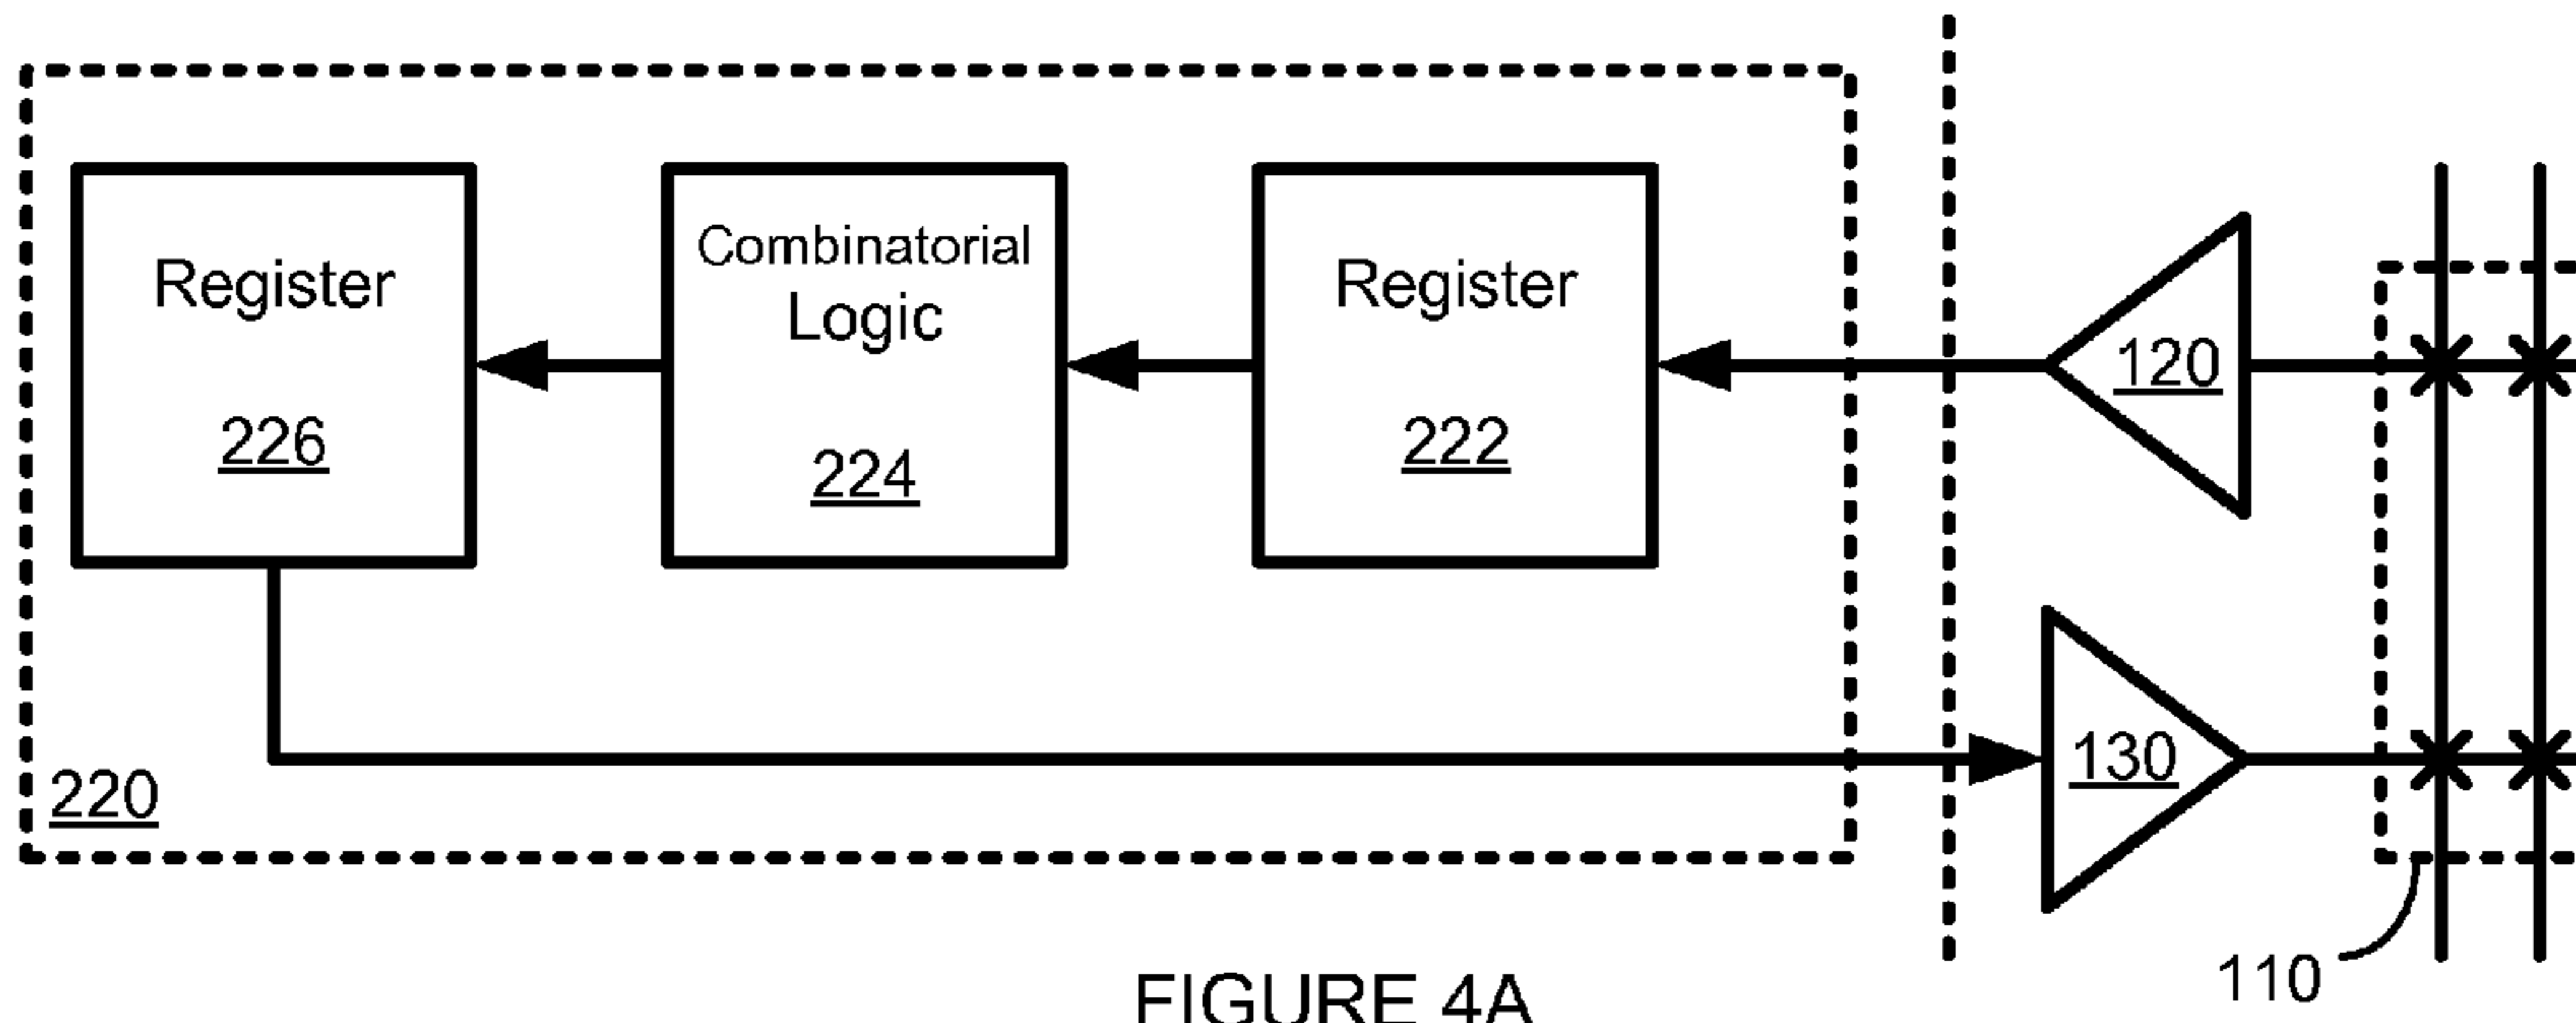 Register
226
Combinatorial
Logic
224
Register
222
120
130
220
110
FIGURE 4A